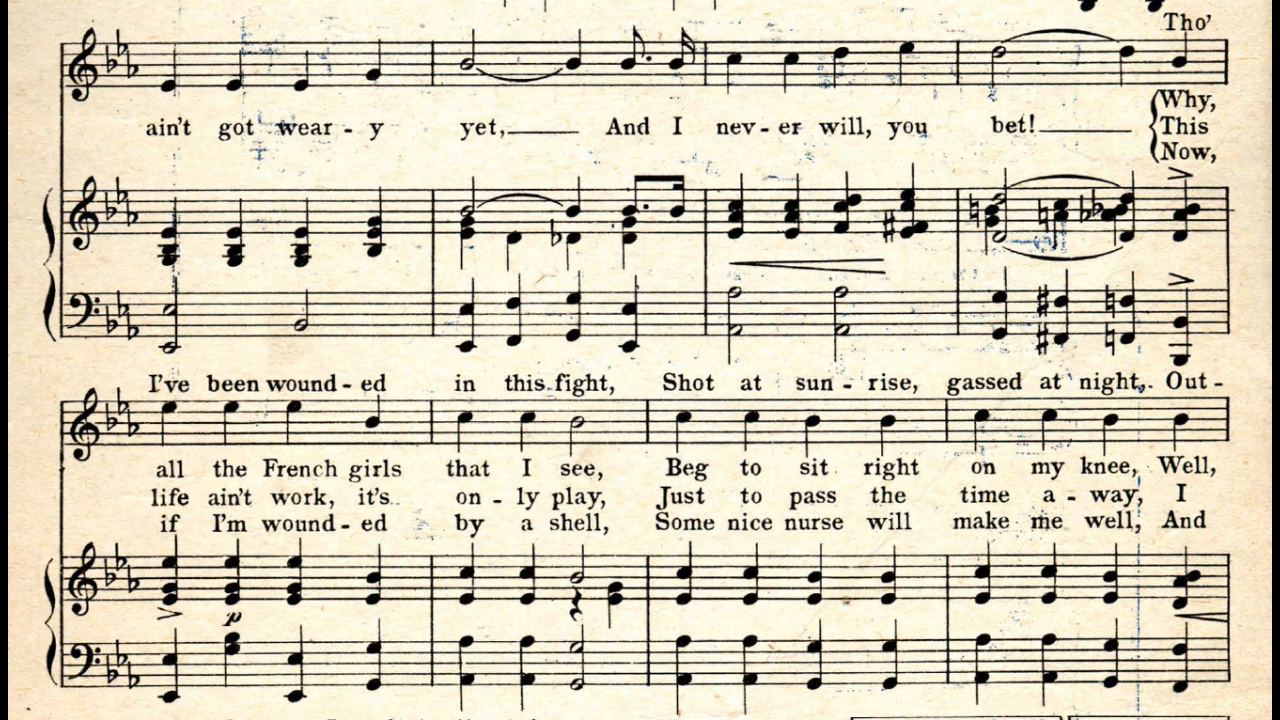 Tho'
ain't got wear - y yet, And I nev - er will, you bet! Why,
This
Now,
I've been wound - ed in this fight, Shot at sun - rise, gassed at night, Out -
all the French girls that I see, Beg to sit right on my knee, Well,
life ain't work, it's on - ly play, Just to pass the time a - way, I
if I'm wound - ed by a shell, Some nice nurse will make me well, And
p